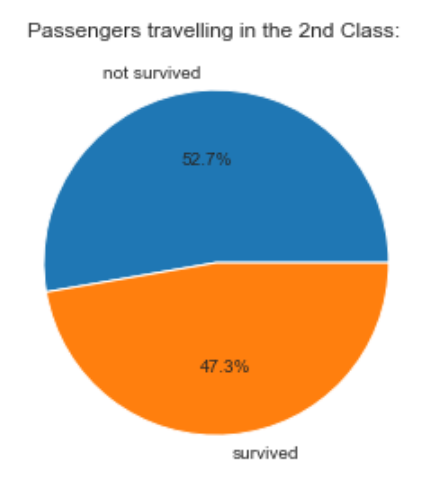 Passengers travelling in the 2nd Class:
not survived
52.7%
47.3%
survived